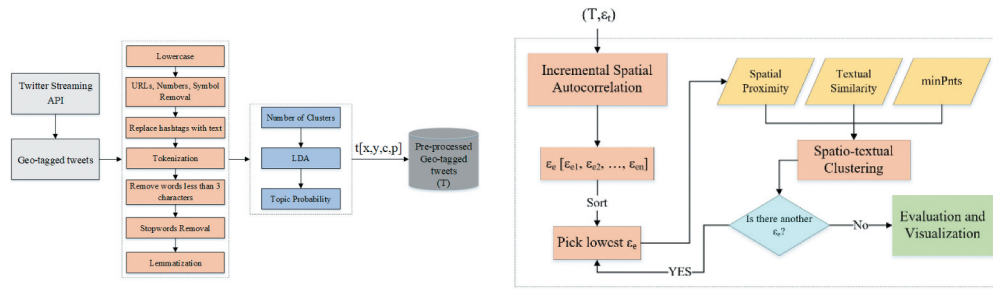 Twitter Streaming
API
Geo-tagged tweets
Lowercase
URLs, Numbers, Symbol
Removal
Replace hashtags with text
Tokenization
Remove words less than 3
characters
Stopwords Removal
Lemmatization
Number of Clusters
LDA
Topic Probability
t[x,y,c,p]
Pre-processed
Geo-tagged
tweets
(T)
(T,εt)
Incremental Spatial
Autocorrelation
εe [εe1, εe2, …, εen]
Sort
Pick lowest εe
Spatial
Proximity
Textual
Similarity
minPnts
Spatio-textual
Clustering
Is there another
εe?
No
YES
Evaluation and
Visualization